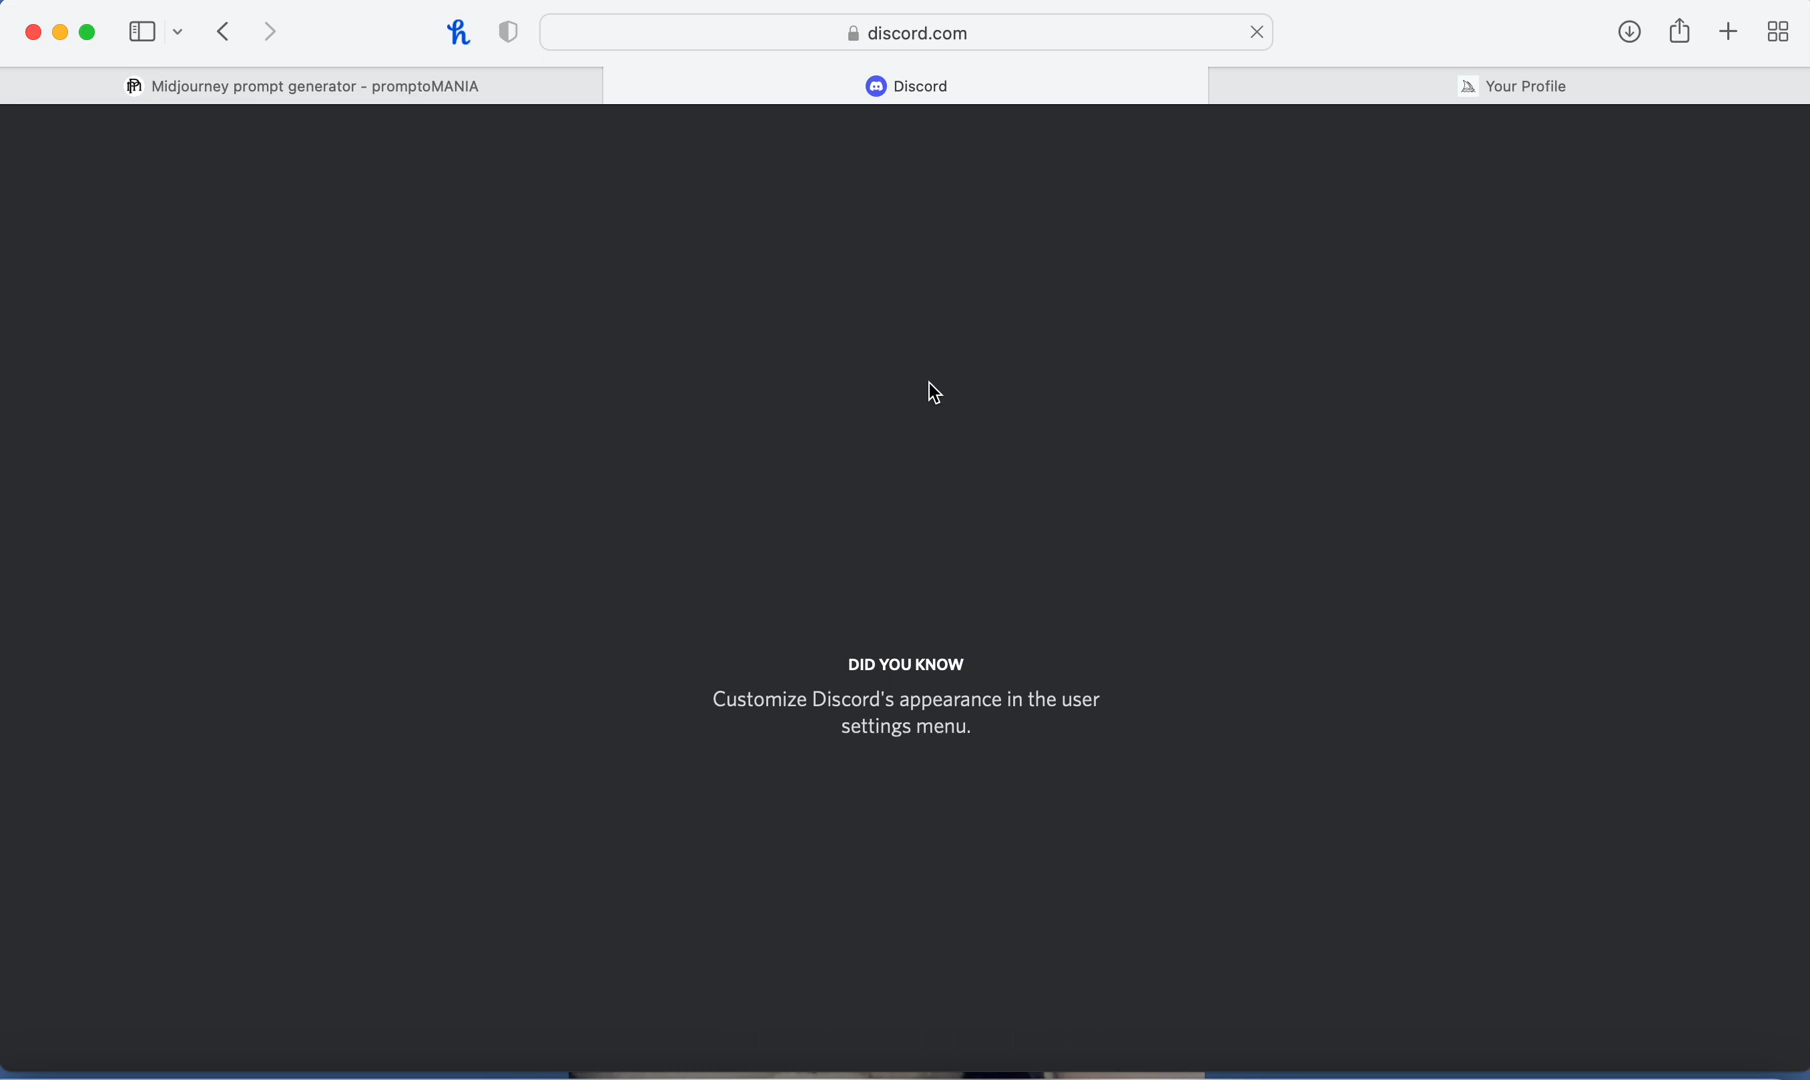 discord.com
Midjourney prompt generator - promptoMANIA
Discord
Your Profile
DID YOU KNOW
Customize Discord's appearance in the user
settings menu.